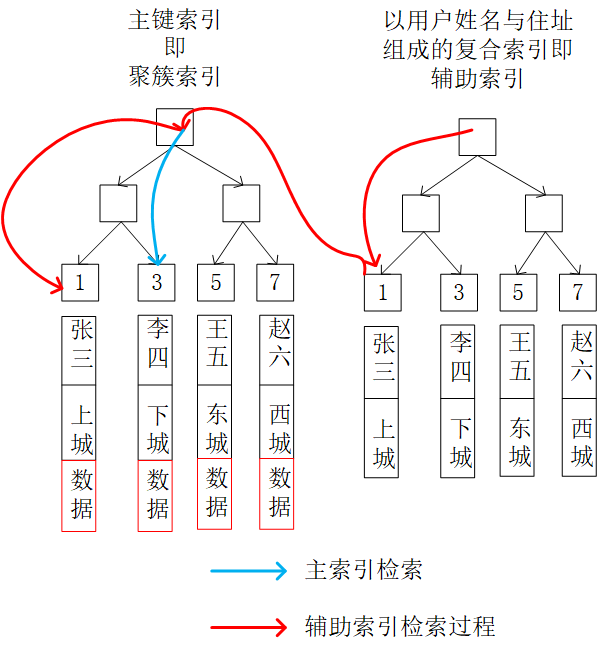 主键索引
即
聚簇索引
以用户姓名与住址
组成的复合索引即
辅助索引
1
3
5
7
张三
李四
王五
赵六
上城
下城
东城
西城
数据
数据
数据
数据
1
3
5
7
张三
李四
王五
赵六
上城
下城
东城
西城
主索引检索
辅助索引检索过程